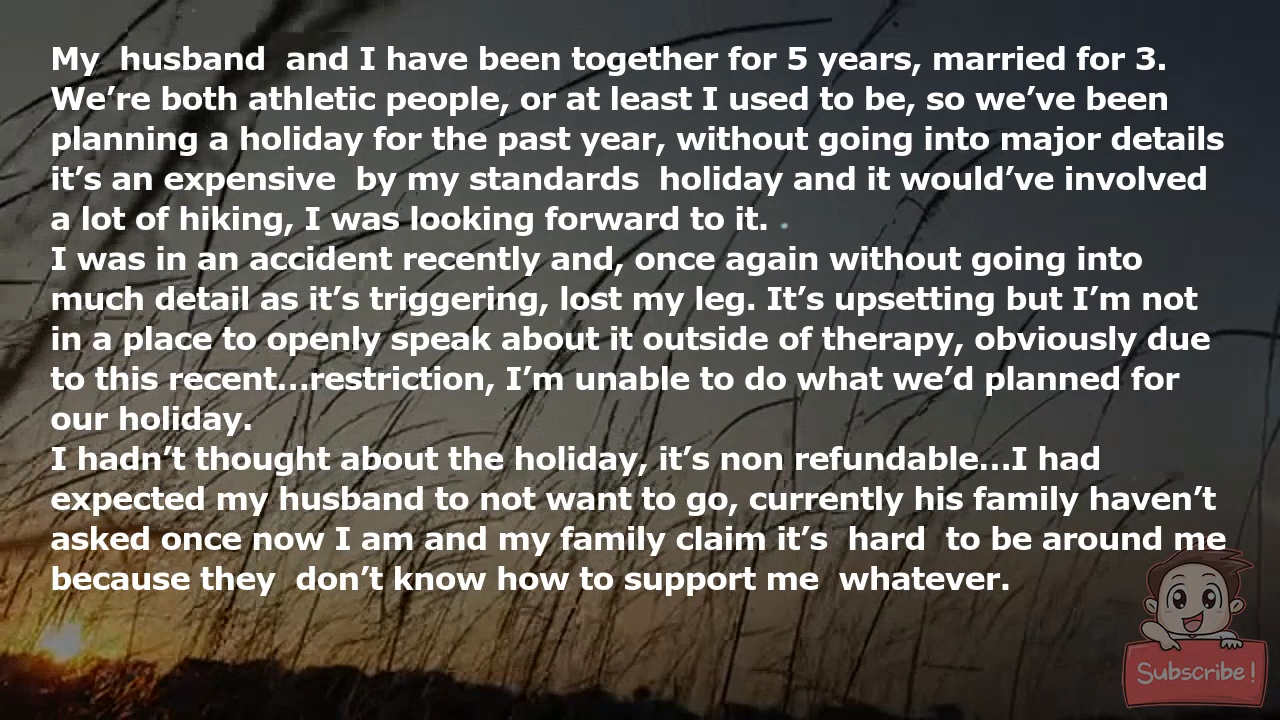 My  husband  and I have been together for 5 years, married for 3.
We’re both athletic people, or at least I used to be, so we’ve been
planning a holiday for the past year, without going into major details
it’s an expensive  by my standards  holiday and it would’ve involved
a lot of hiking, I was looking forward to it.
I was in an accident recently and, once again without going into
much detail as it’s triggering, lost my leg. It’s upsetting but I’m not
in a place to openly speak about it outside of therapy, obviously due
to this recent...restriction, I’m unable to do what we’d planned for
our holiday.
I hadn’t thought about the holiday, it’s non refundable...I had
expected my husband to not want to go, currently his family haven’t
asked once now I am and my family claim it’s  hard  to be around me
because they  don’t know how to support me  whatever.
Subscribe!